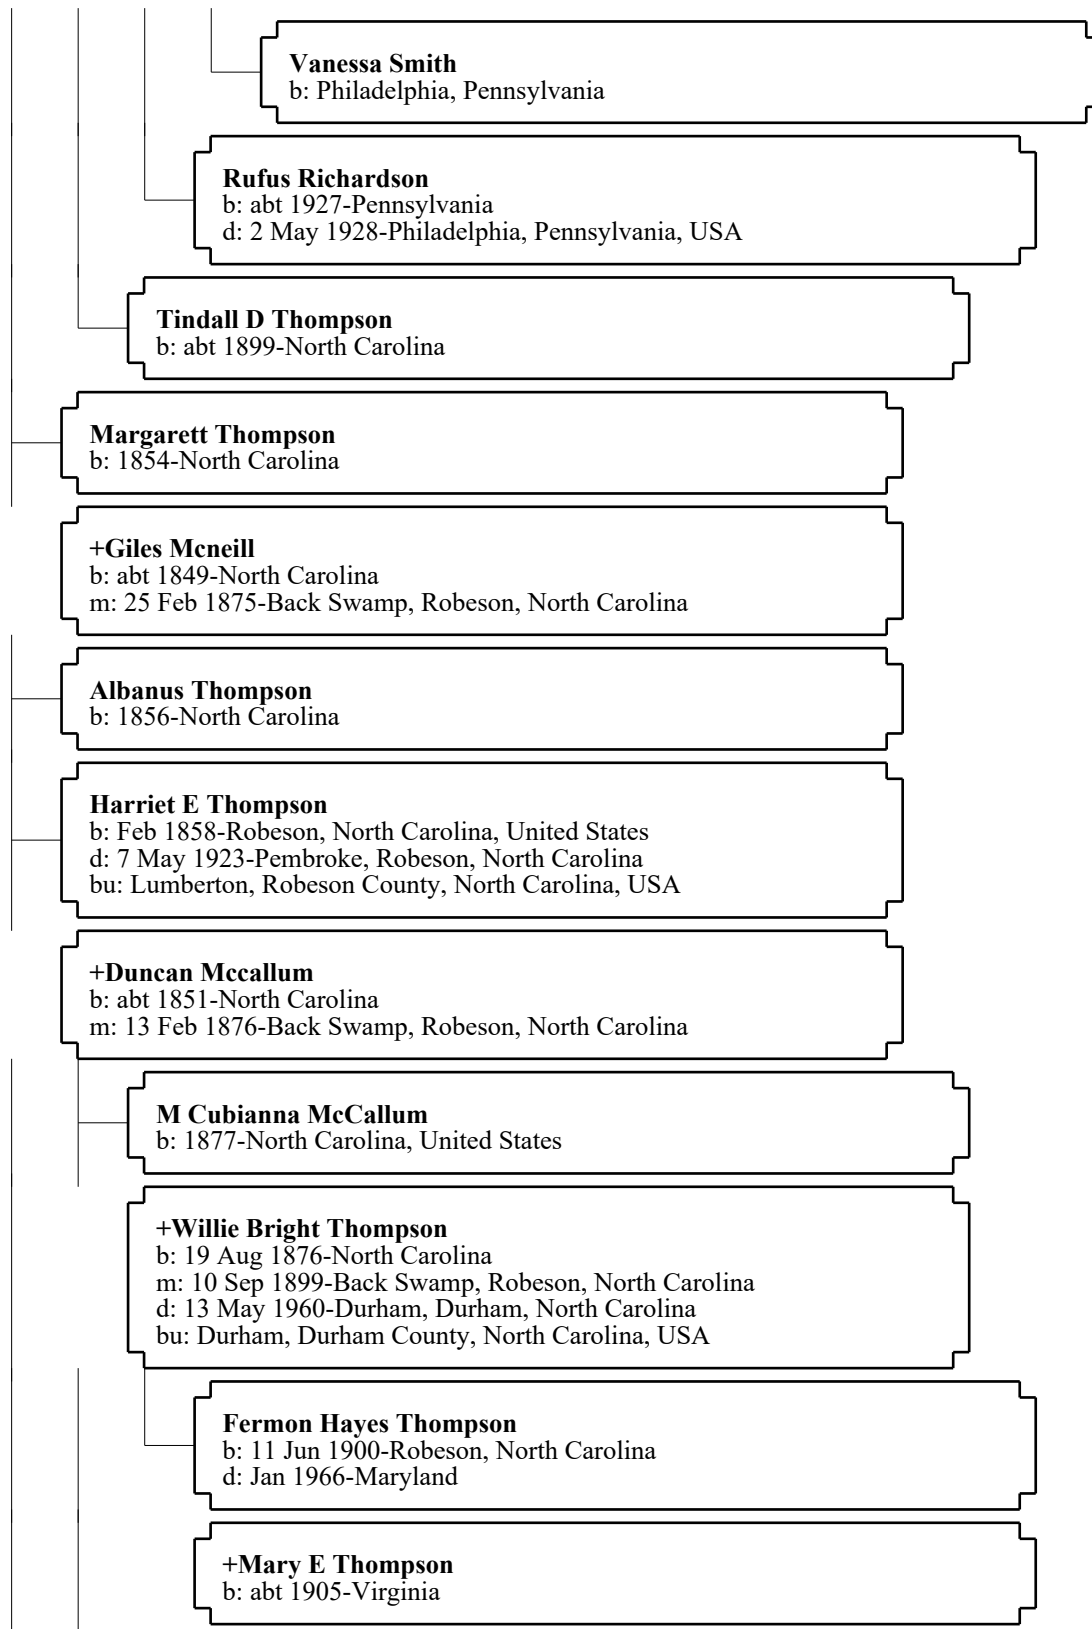 Vanessa Smith
b: Philadelphia, Pennsylvania
Rufus Richardson
b: abt 1927-Pennsylvania
d: 2 May 1928-Philadelphia, Pennsylvania, USA
Tindall D Thompson
b: abt 1899-North Carolina
Margarett Thompson
b: 1854-North Carolina
+Giles Mcneill
b: abt 1849-North Carolina
m: 25 Feb 1875-Back Swamp, Robeson, North Carolina
Albanus Thompson
b: 1856-North Carolina
Harriet E Thompson
b: Feb 1858-Robeson, North Carolina, United States
d: 7 May 1923-Pembroke, Robeson, North Carolina
bu: Lumberton, Robeson County, North Carolina, USA
+Duncan Mccallum
b: abt 1851-North Carolina
m: 13 Feb 1876-Back Swamp, Robeson, North Carolina
M Cubianna McCallum
b: 1877-North Carolina, United States
+Willie Bright Thompson
b: 19 Aug 1876-North Carolina
m: 10 Sep 1899-Back Swamp, Robeson, North Carolina
d: 13 May 1960-Durham, Durham, North Carolina
bu: Durham, Durham County, North Carolina, USA
Fermon Hayes Thompson
b: 11 Jun 1900-Robeson, North Carolina
d: Jan 1966-Maryland
+Mary E Thompson
b: abt 1905-Virginia